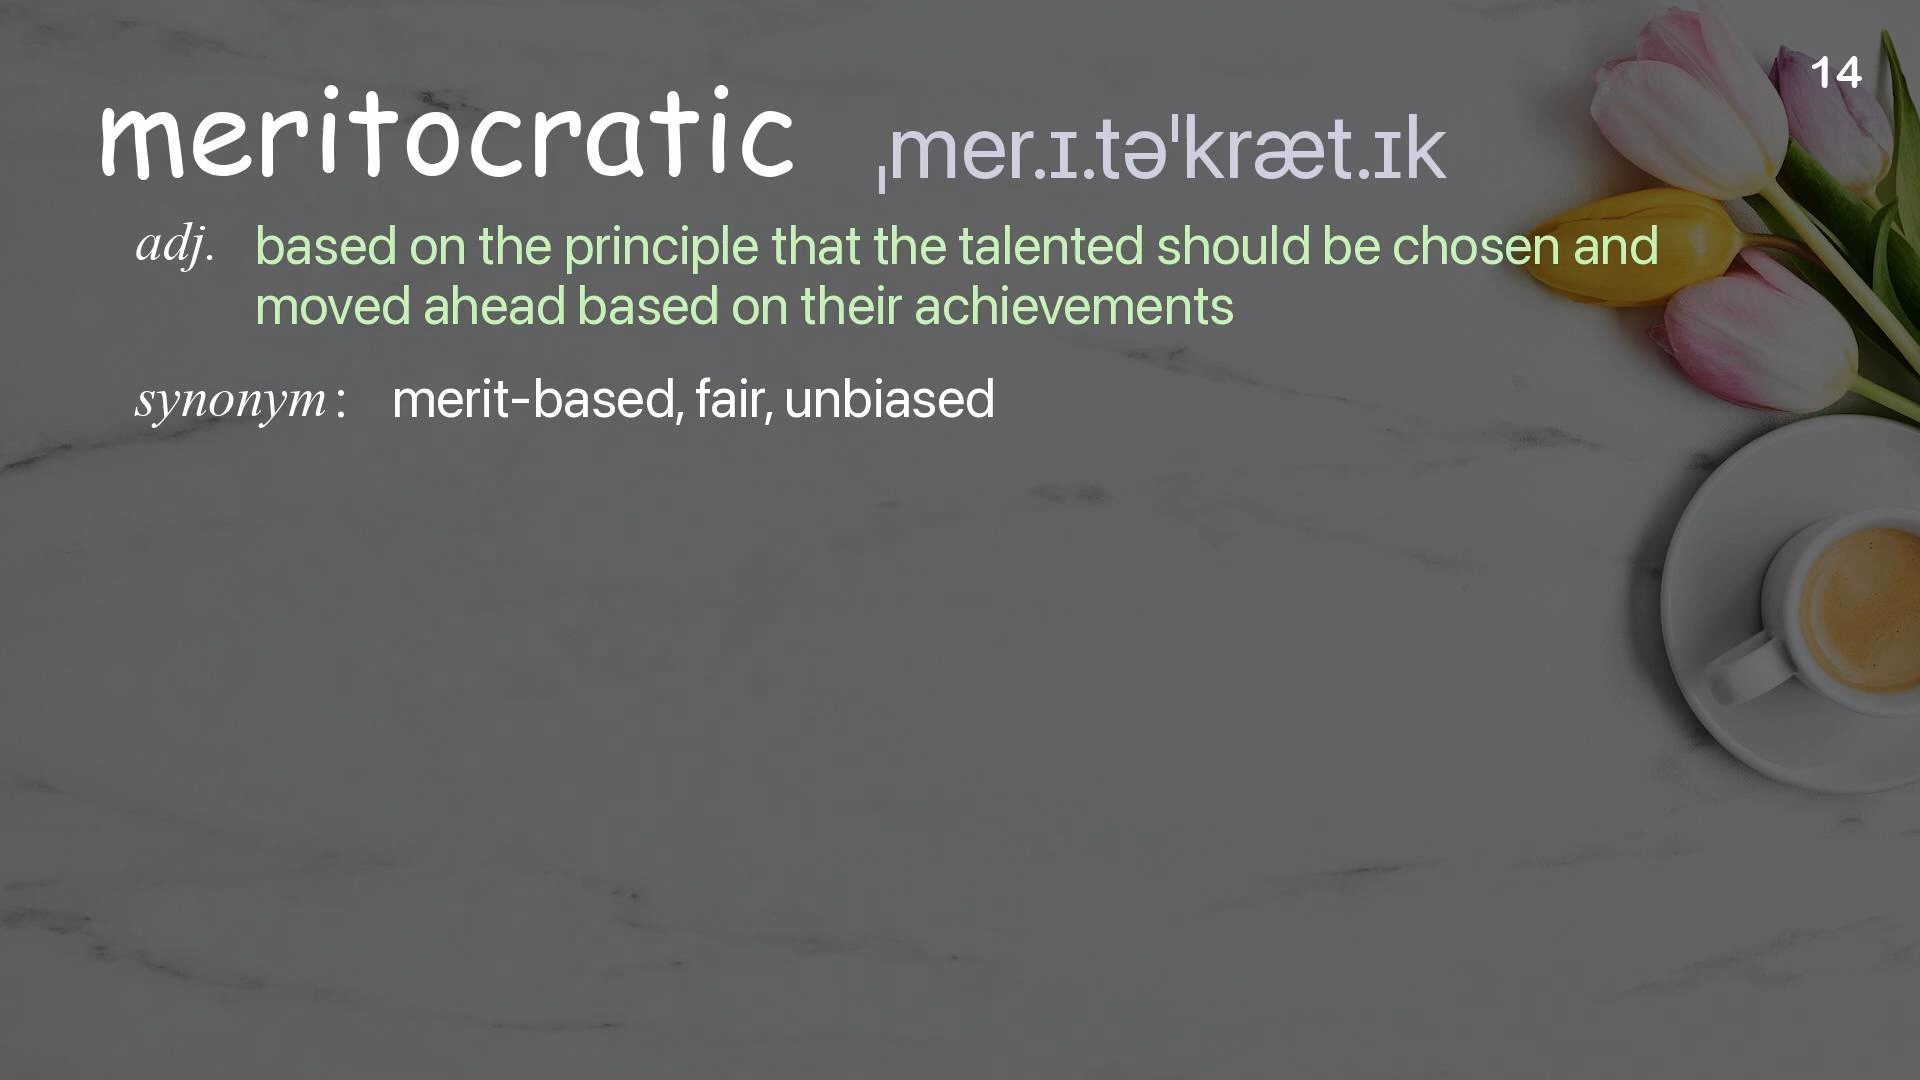 14
meritocratic ˌmer.ɪ.təˈkræt.ɪk
adj. based on the principle that the talented should be chosen and
moved ahead based on their achievements
synonym: merit-based, fair, unbiased